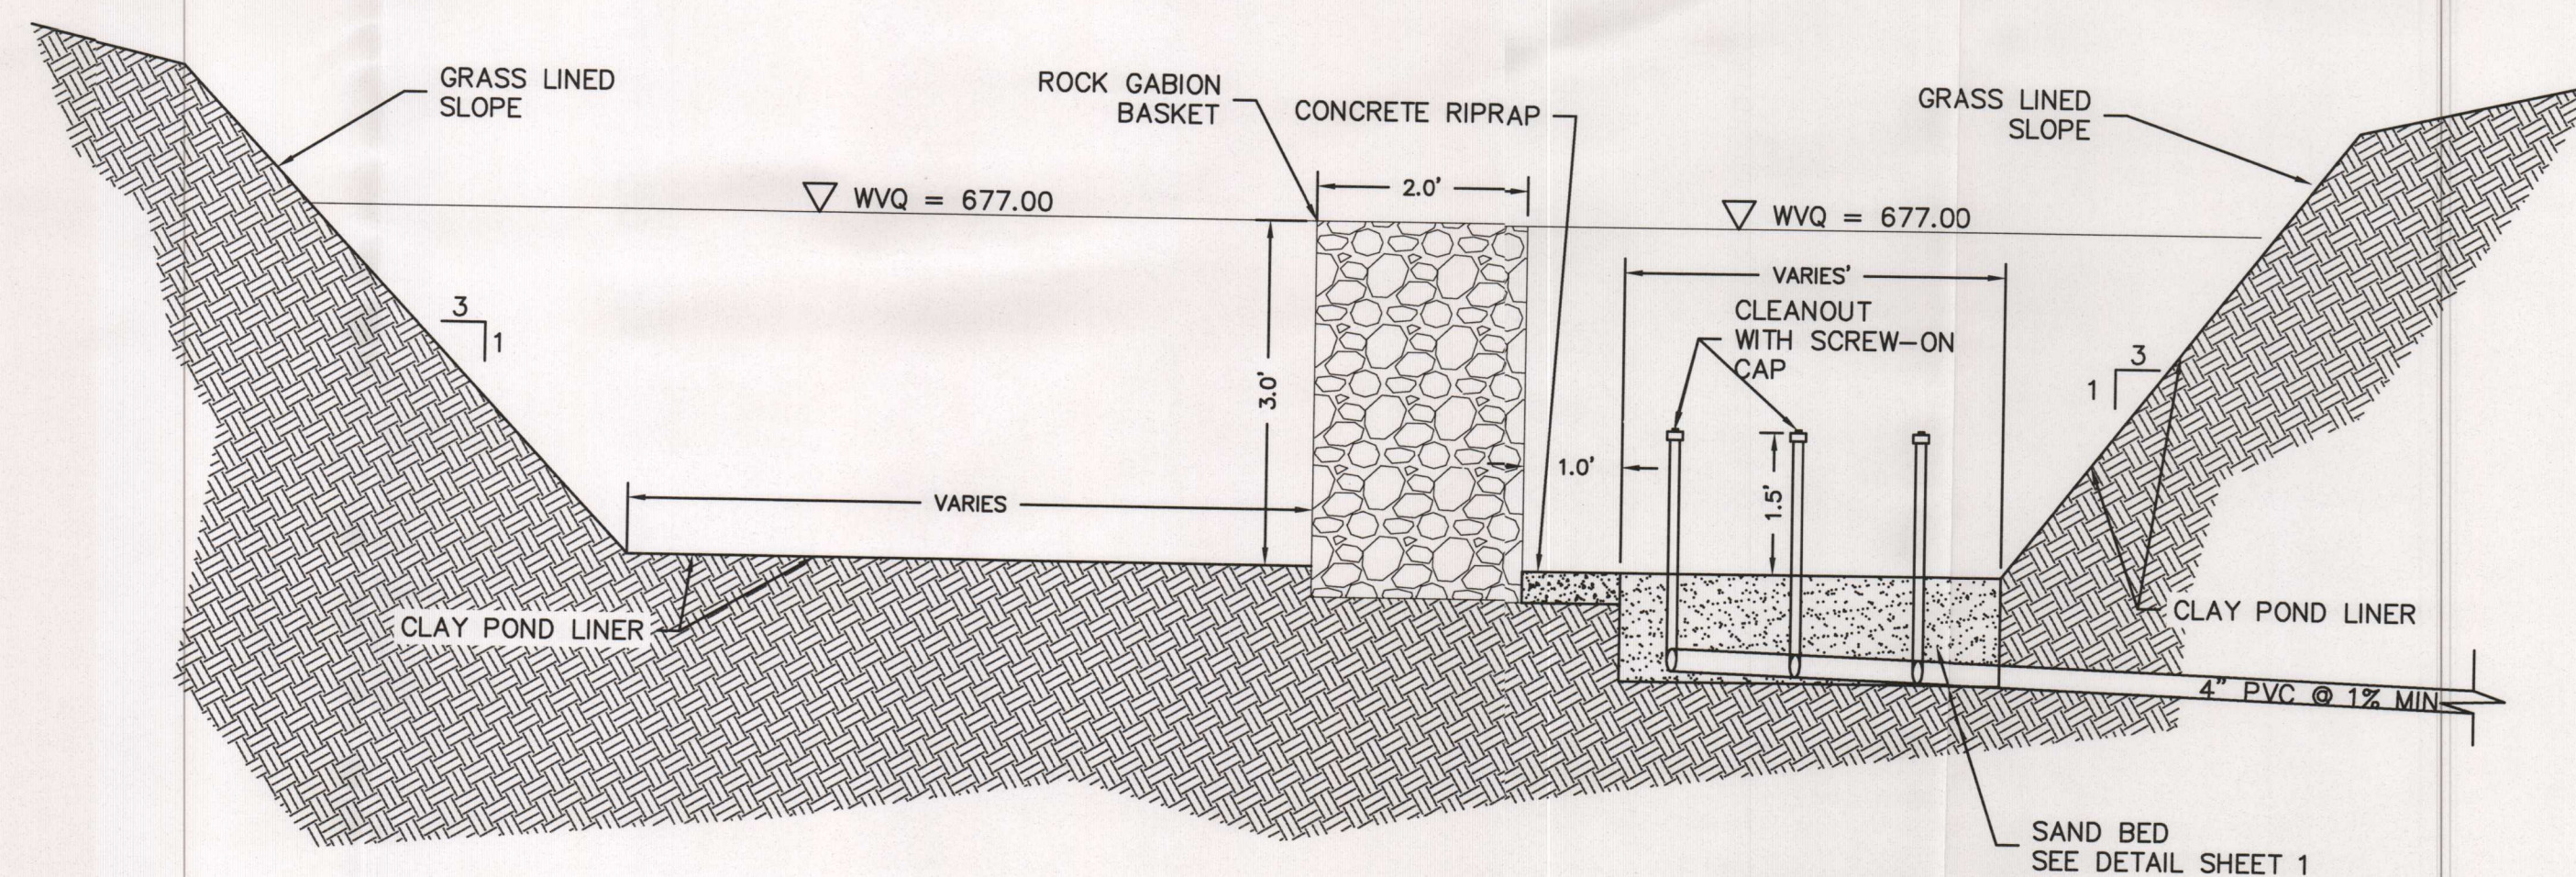 GRASS LINED
SLOPE
ROCK GABION
BASKET
CONCRETE RIPRAP
GRASS LINED
SLOPE
2.0'
WVQ = 677.00
WVQ = 677.00
VARIES'
CLEANOUT
WITH SCREW-ON
CAP
3
1
3
1
3.0'
1.0'
1.5'
VARIES
CLAY POND LINER
CLAY POND LINER
4" PVC @ 1% MIN
SAND BED
SEE DETAIL SHEET 1